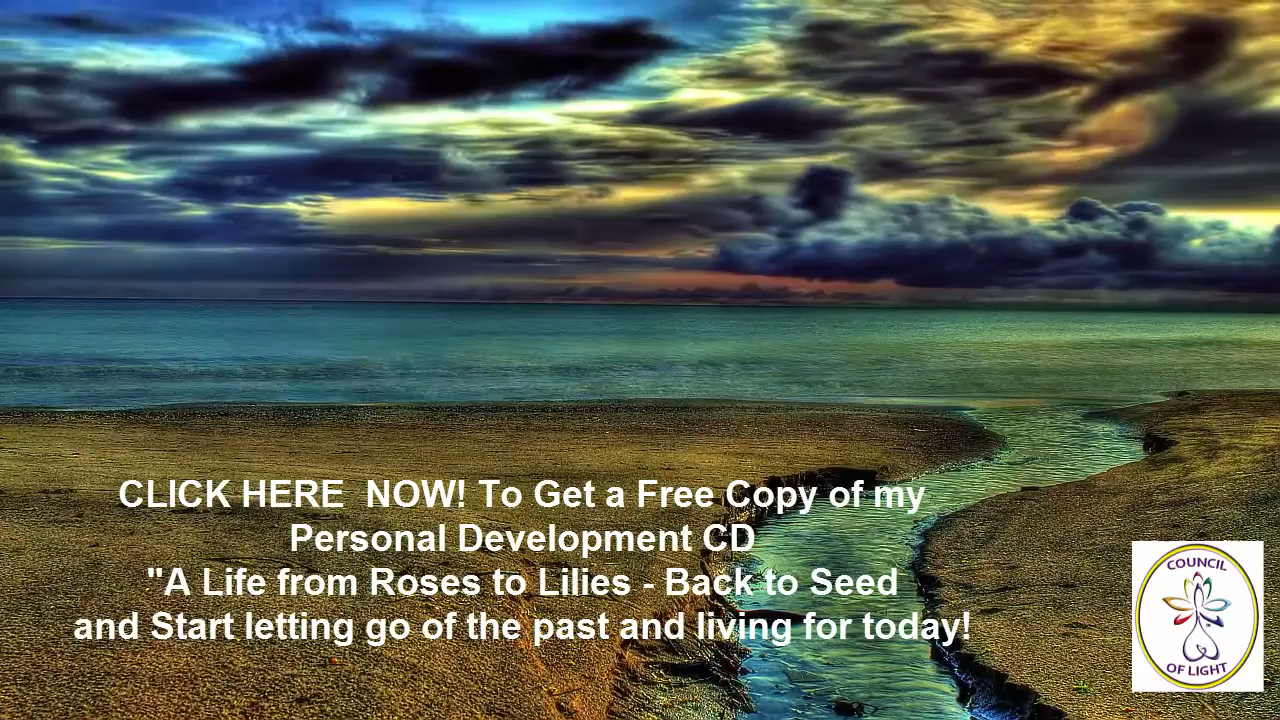 CLICK HERE  NOW! To Get a Free Copy of my
Personal Development CD
"A Life from Roses to Lilies - Back to Seed
and Start letting go of the past and living for today!
COUNCIL
OF LIGHT